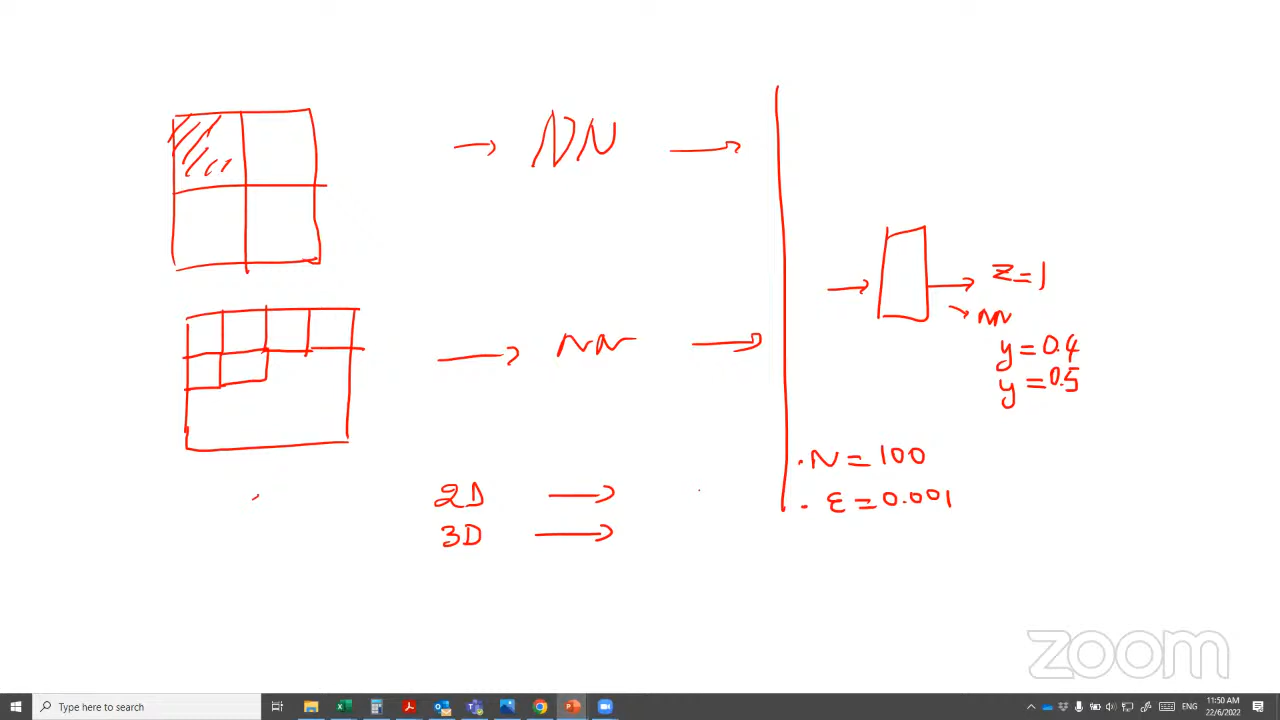 NN
NN
2D
3D
z=1
NN
y=0.4
y=0.5
. N=100
. ε=0.001
zoom
Type here to search
ENG
11:50 AM
22/6/2022